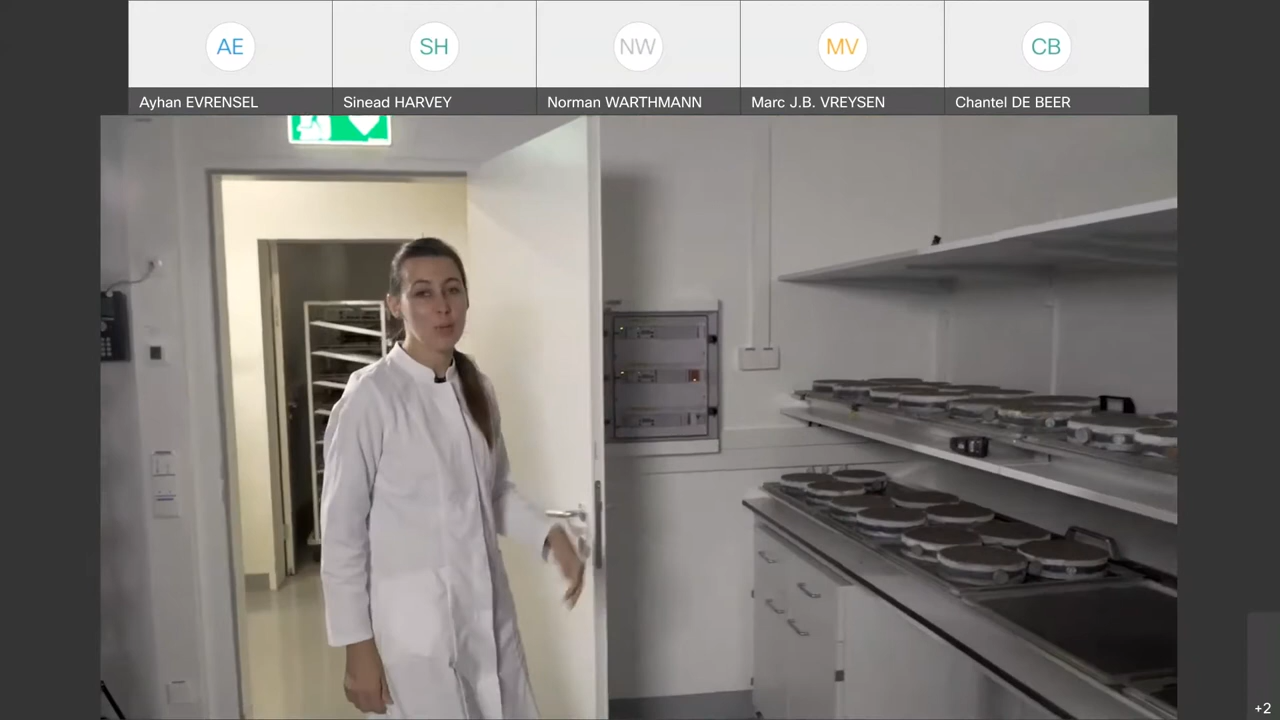 AE
SH
NW
MV
CB
Ayhan EVRENSEL
Sinead HARVEY
Norman WARTHMANN
Marc J.B. VREYSEN
Chantel DE BEER
+2